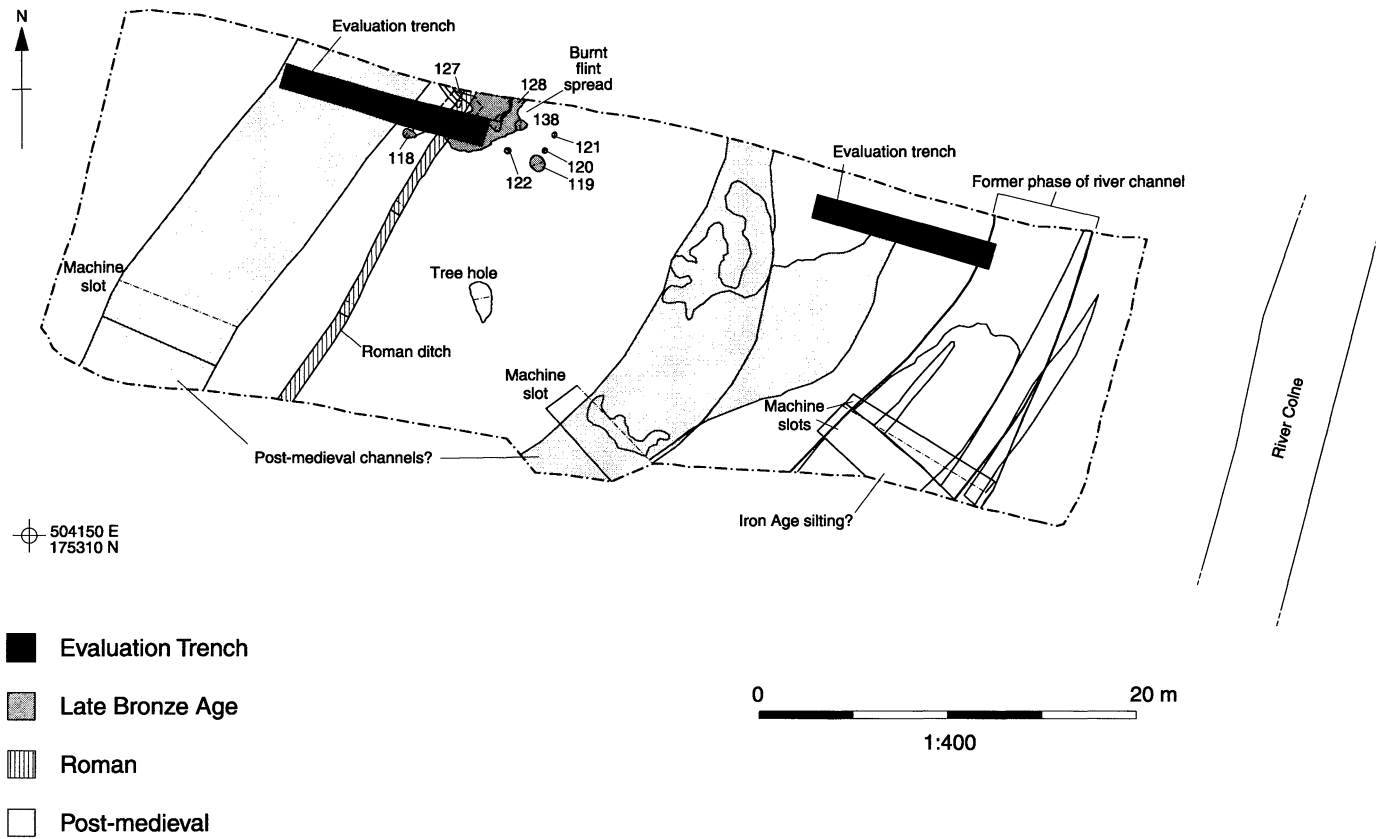 N
Evaluation trench
127
128
Burnt
flint
spread
138
118
121
120
119
122
Evaluation trench
Former phase of river channel
Machine
slot
Tree hole
Roman ditch
Machine
slot
Machine
slots
Post-medieval channels?
Iron Age silting?
River Colne
504150 E
175310 N
Evaluation Trench
Late Bronze Age
Roman
Post-medieval
0 20 m
1:400